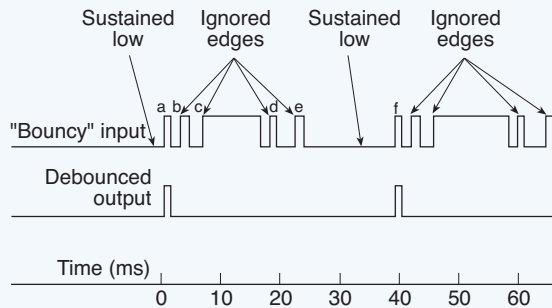 Sustained low
Ignored edges
Sustained low
Ignored edges
a b c d e f
"Bouncy" input
Debounced output
Time (ms)
0 10 20 30 40 50 60